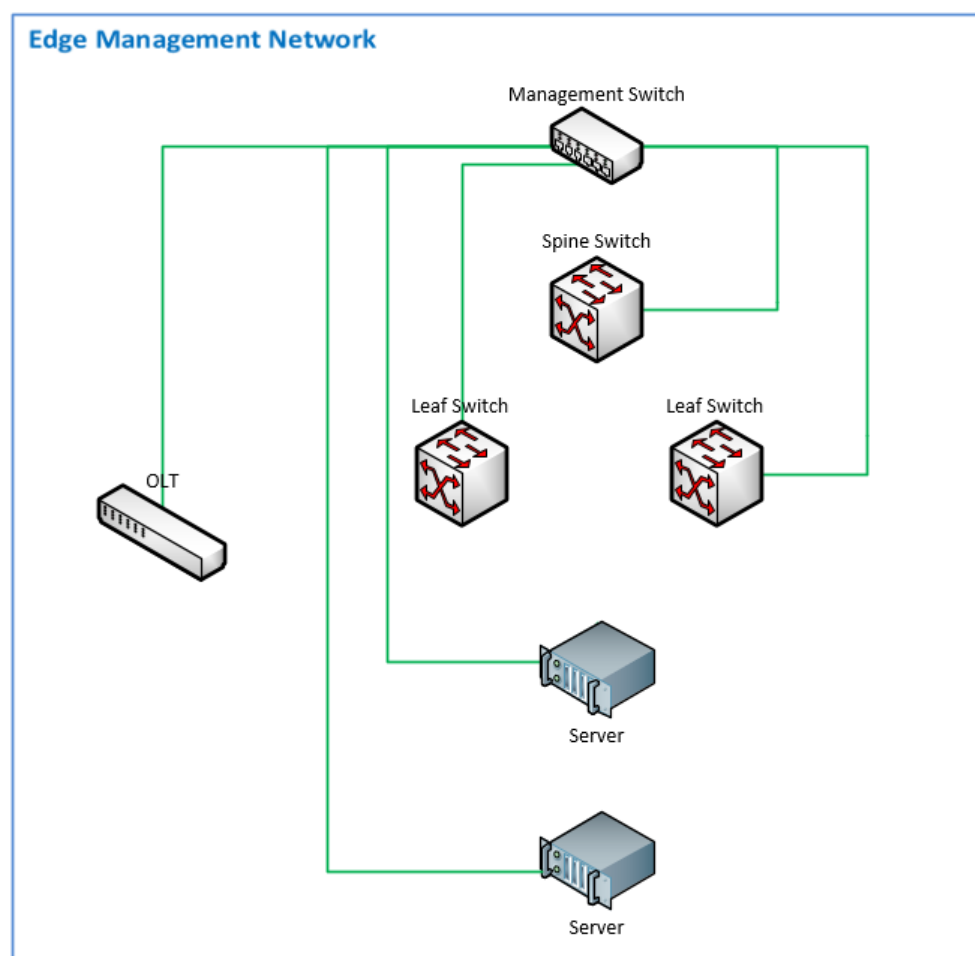 Edge Management Network
Management Switch
Spine Switch
Leaf Switch
Leaf Switch
OLT
Server
Server